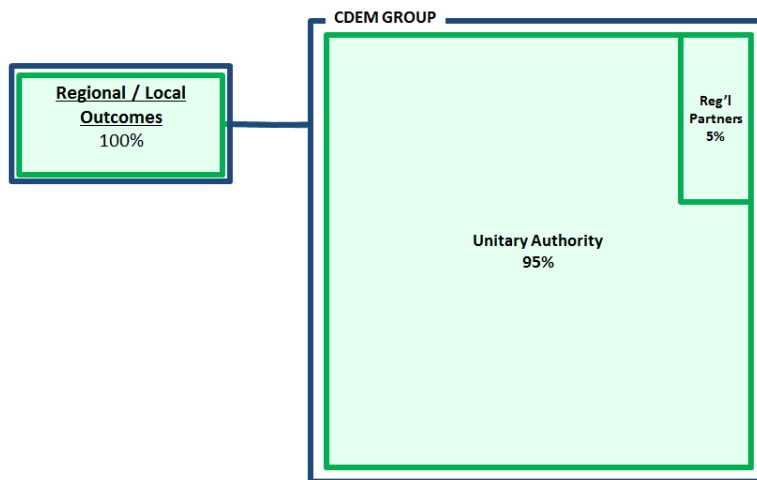 CDEM GROUP
Regional / Local
Outcomes
100%
Reg'l
Partners
5%
Unitary Authority
95%